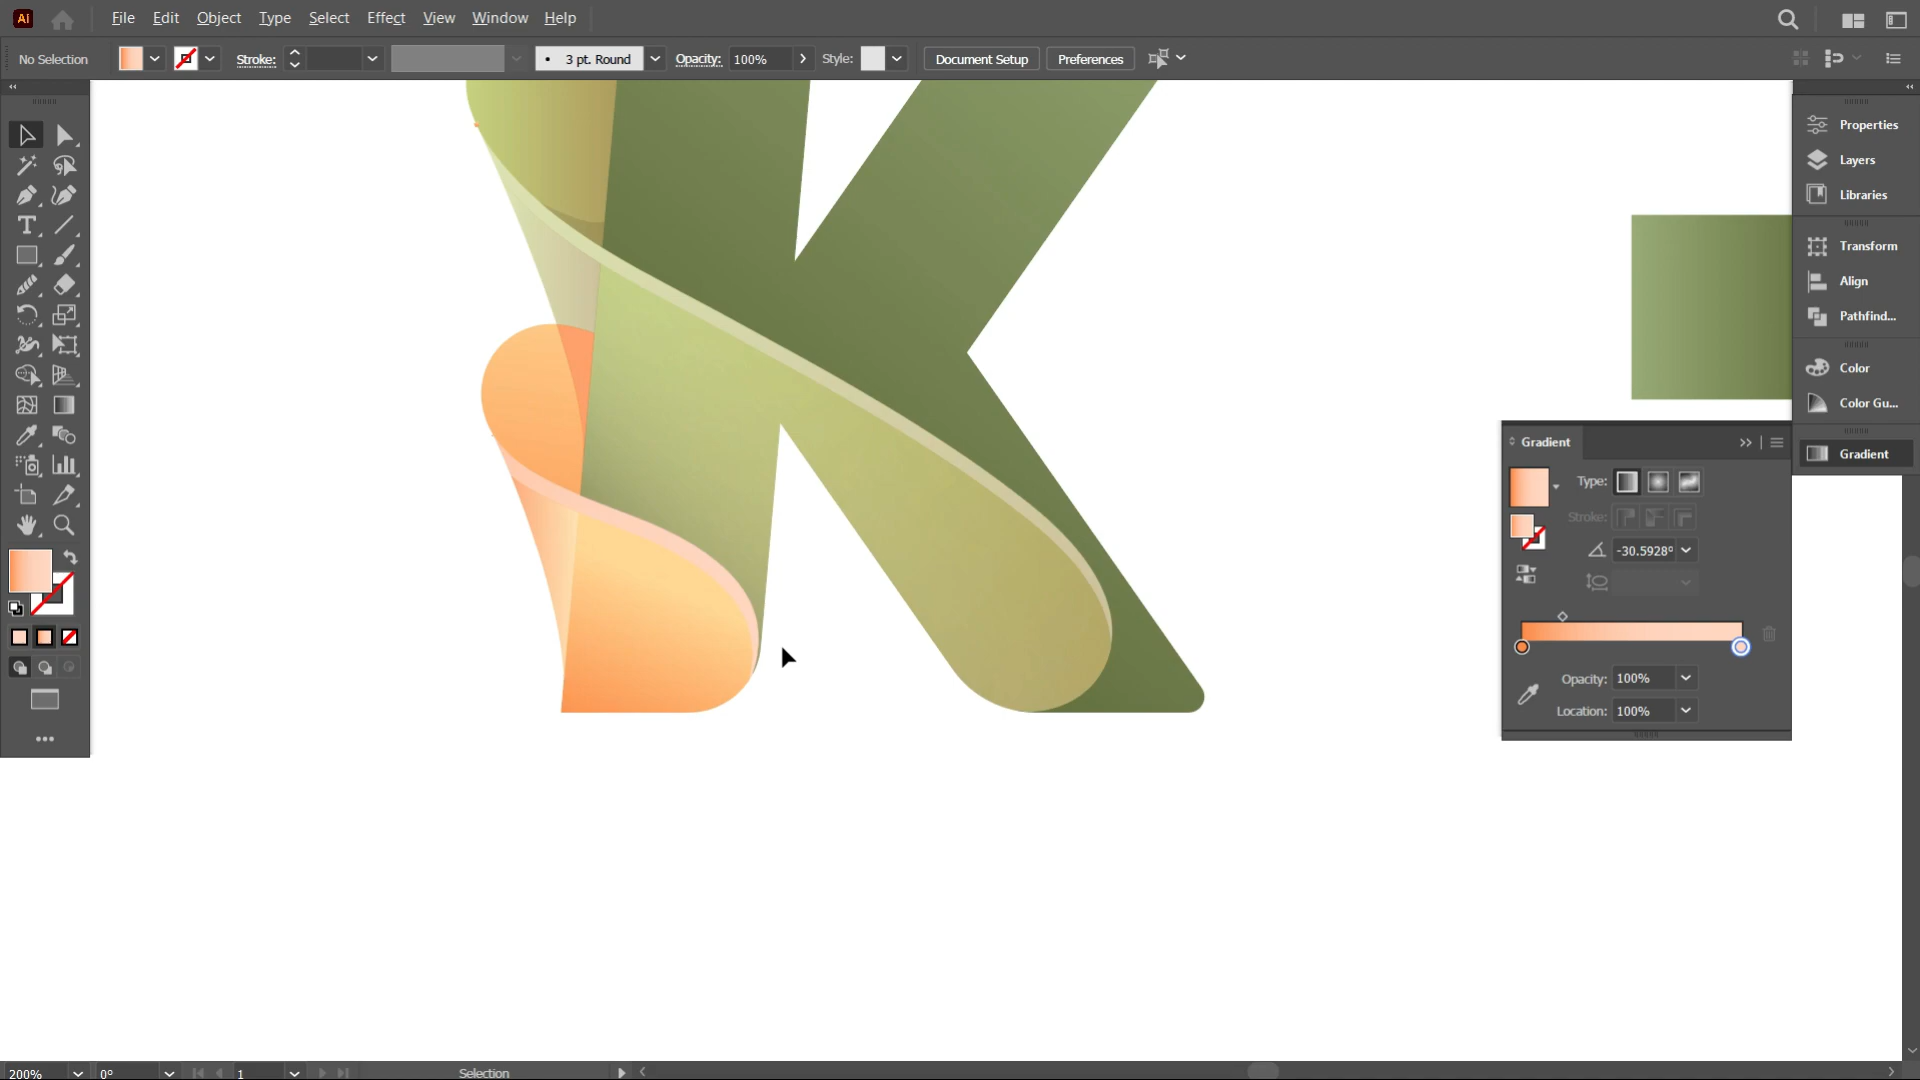 Ai File Edit Object Type Select Effect View Window Help
No Selection Stroke: 3 pt. Round Opacity: 100% Style: Document Setup Preferences
Properties
Layers
Libraries
Transform
Align
Pathfind...
Color
Color Gu...
Gradient
Gradient
Type:
Stroke:
-30.5928°
Opacity: 100%
Location: 100%
200% 0° 1 Selection